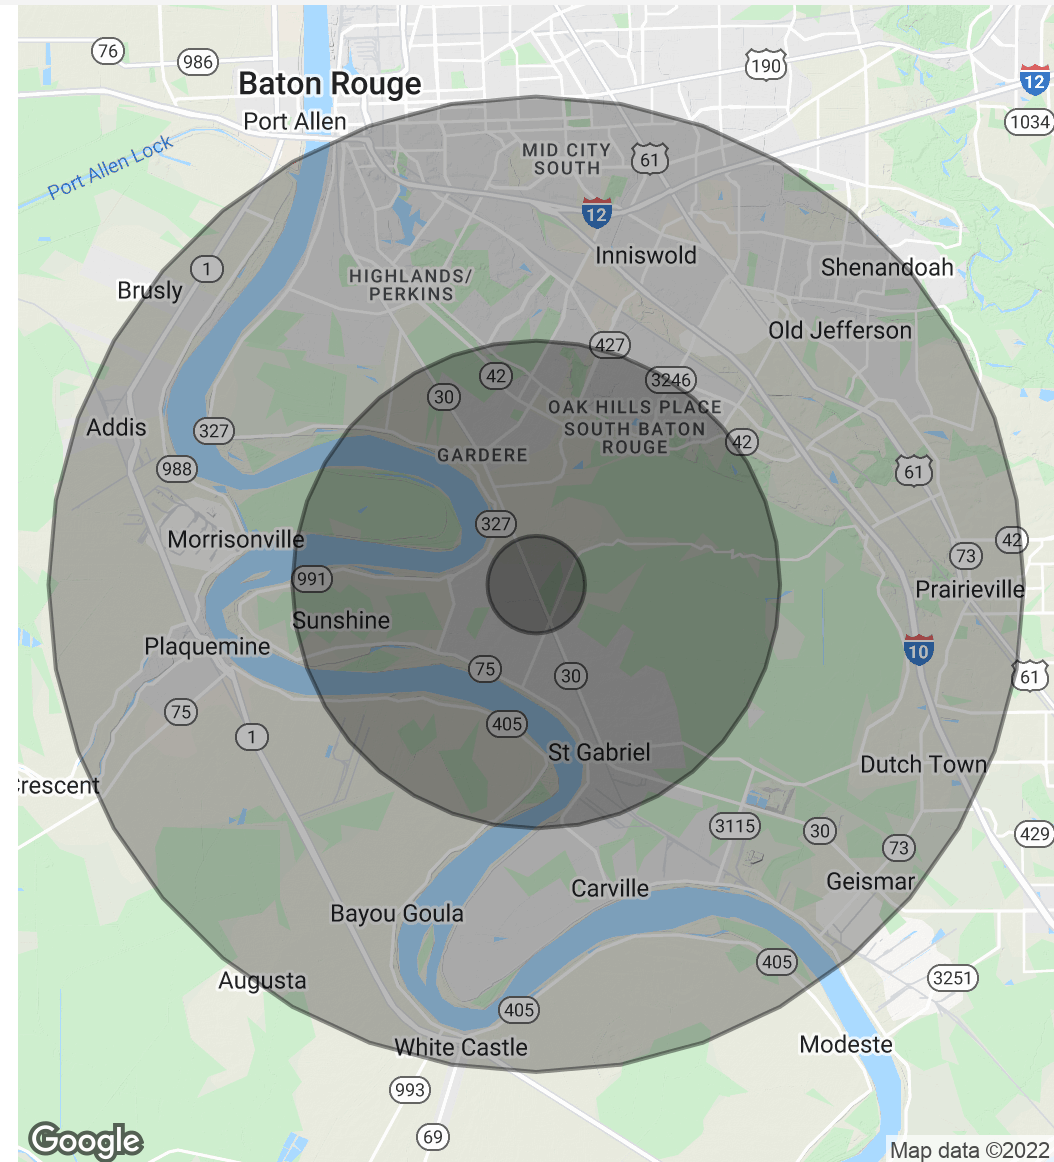 76
986
190
12
Baton Rouge
Port Allen
1034
Port Allen Lock
MID CITY
SOUTH
61
12
Inniswold
1
Shenandoah
Brusly
HIGHLANDS/
PERKINS
Old Jefferson
427
42
3246
30
OAK HILLS PLACE
SOUTH BATON
ROUGE
Addis
327
42
GARDERE
988
61
327
Morrisonville
42
73
991
Prairieville
Sunshine
Plaquemine
10
75
30
61
75
1
405
St Gabriel
Dutch Town
rescent
3115
30
429
73
Carville
Geismar
Bayou Goula
405
Augusta
3251
405
White Castle
Modeste
993
69
Google
Map data ©2022